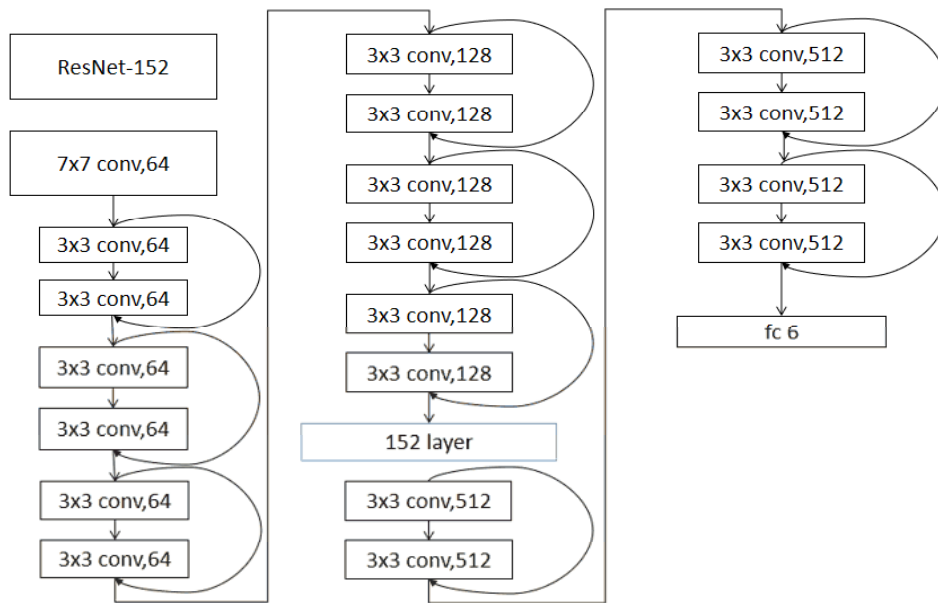 ResNet-152
7x7 conv,64
3x3 conv,64
3x3 conv,64
3x3 conv,64
3x3 conv,64
3x3 conv,64
3x3 conv,64
3x3 conv,128
3x3 conv,128
3x3 conv,128
3x3 conv,128
3x3 conv,128
3x3 conv,128
152 layer
3x3 conv,512
3x3 conv,512
3x3 conv,512
3x3 conv,512
3x3 conv,512
3x3 conv,512
fc 6